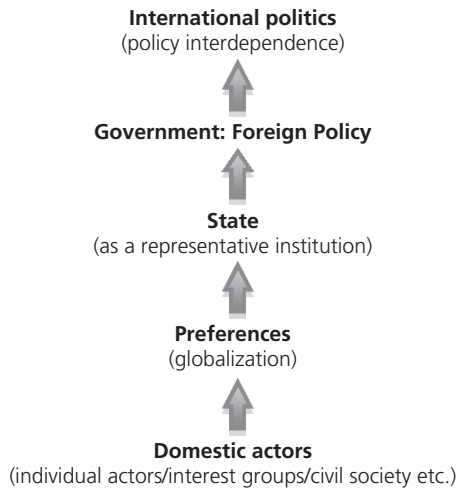 International politics
(policy interdependence)
Government: Foreign Policy
State
(as a representative institution)
Preferences
(globalization)
Domestic actors
(individual actors/interest groups/civil society etc.)